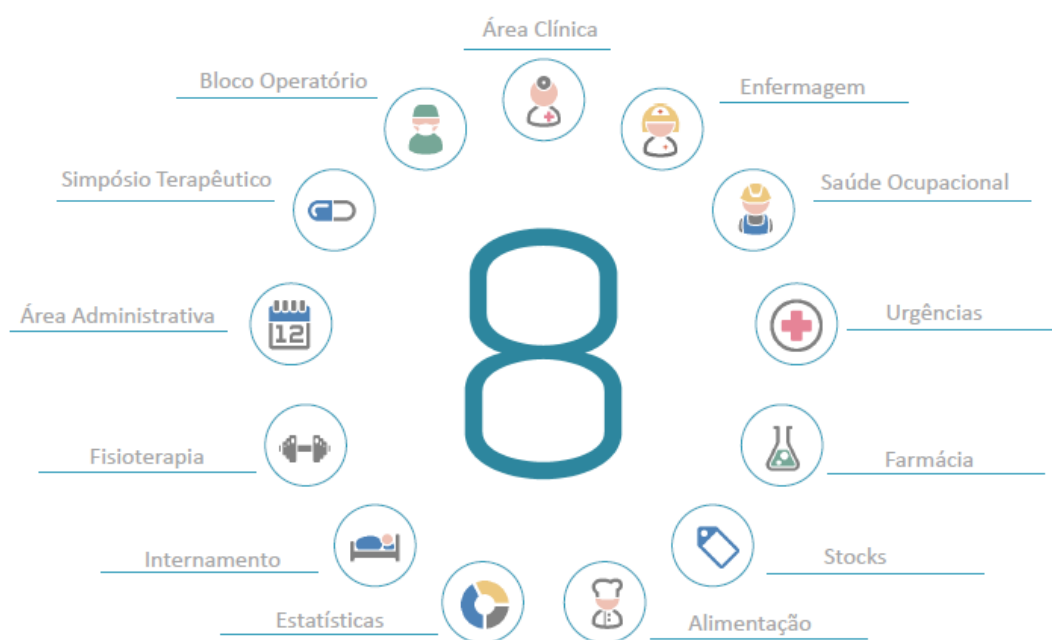 Área Clínica
Bloco Operatório
Enfermagem
Simpósio Terapêutico
Saúde Ocupacional
8
Área Administrativa
12
Urgências
Fisioterapia
Farmácia
Internamento
Stocks
Estatísticas
Alimentação